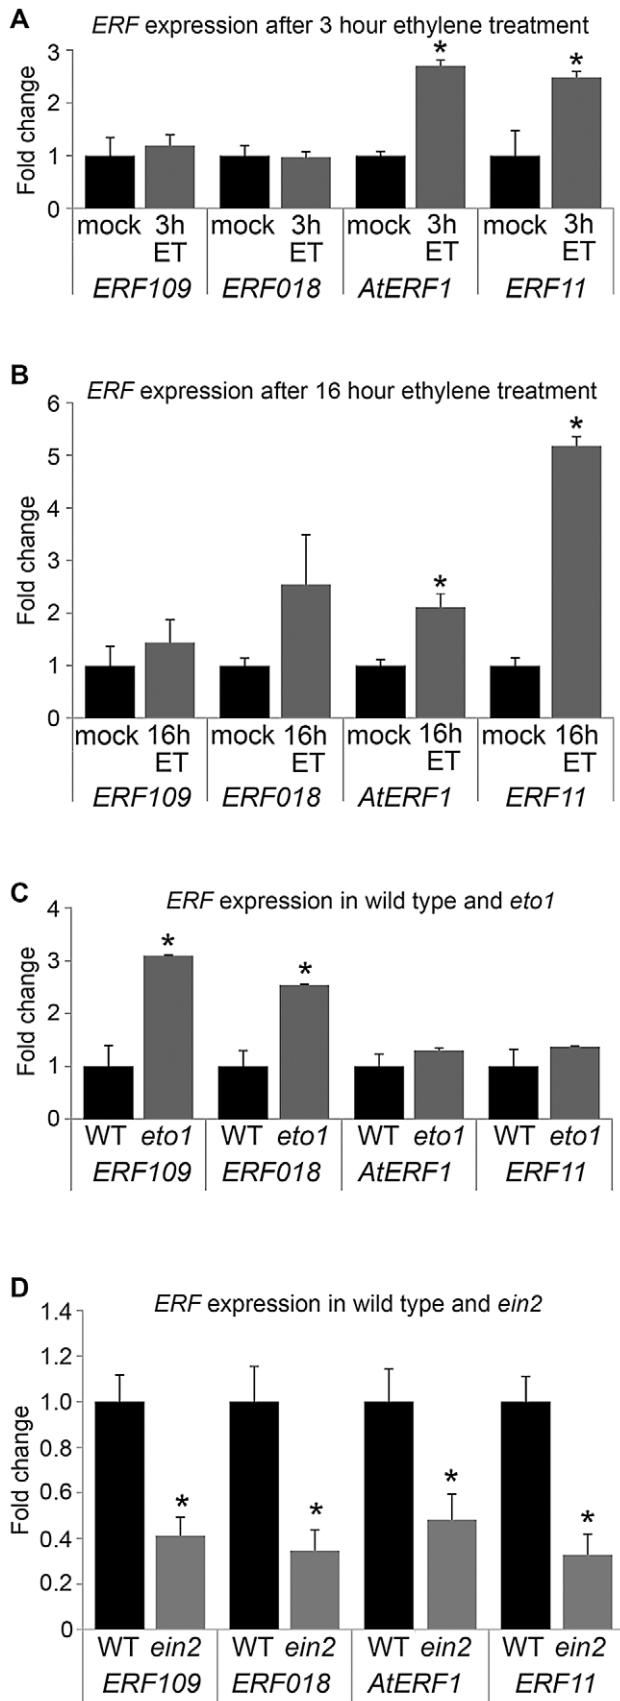 A
ERF expression after 3 hour ethylene treatment
Fold change
3
2
1
0
* *
mock 3h mock 3h mock 3h mock 3h
ET ET ET ET
ERF109 ERF018 AtERF1 ERF11
B
ERF expression after 16 hour ethylene treatment
Fold change
6
5
4
3
2
1
0
*
*
mock 16h mock 16h mock 16h mock 16h
ET ET ET ET
ERF109 ERF018 AtERF1 ERF11
C
ERF expression in wild type and eto1
Fold change
4
3
2
1
0
* *
WT eto1 WT eto1 WT eto1 WT eto1
ERF109 ERF018 AtERF1 ERF11
D
ERF expression in wild type and ein2
Fold change
1.4
1.2
1.0
0.8
0.6
0.4
0.2
0
* * * *
WT ein2 WT ein2 WT ein2 WT ein2
ERF109 ERF018 AtERF1 ERF11